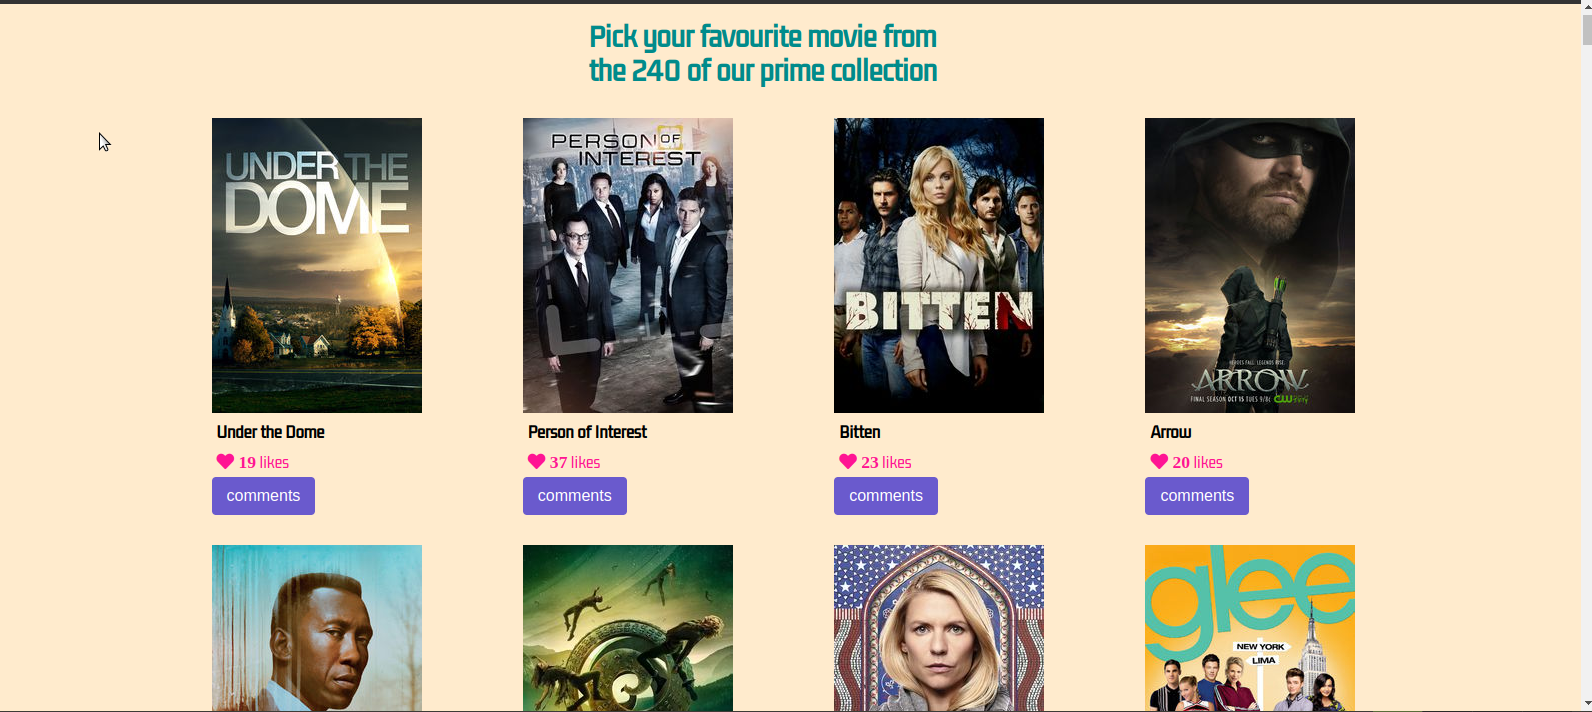 Pick your favourite movie from
the 240 of our prime collection
UNDER THE
DOME
PERSON OF
INTEREST
BITTEN
HEROES FALL. LEGENDS RISE.
ARROW
FINAL SEASON OCT 15 TUES 9/8c CW
Under the Dome
Person of Interest
Bitten
Arrow
19 likes
37 likes
23 likes
20 likes
comments
comments
comments
comments
glee
NEW YORK
LIMA